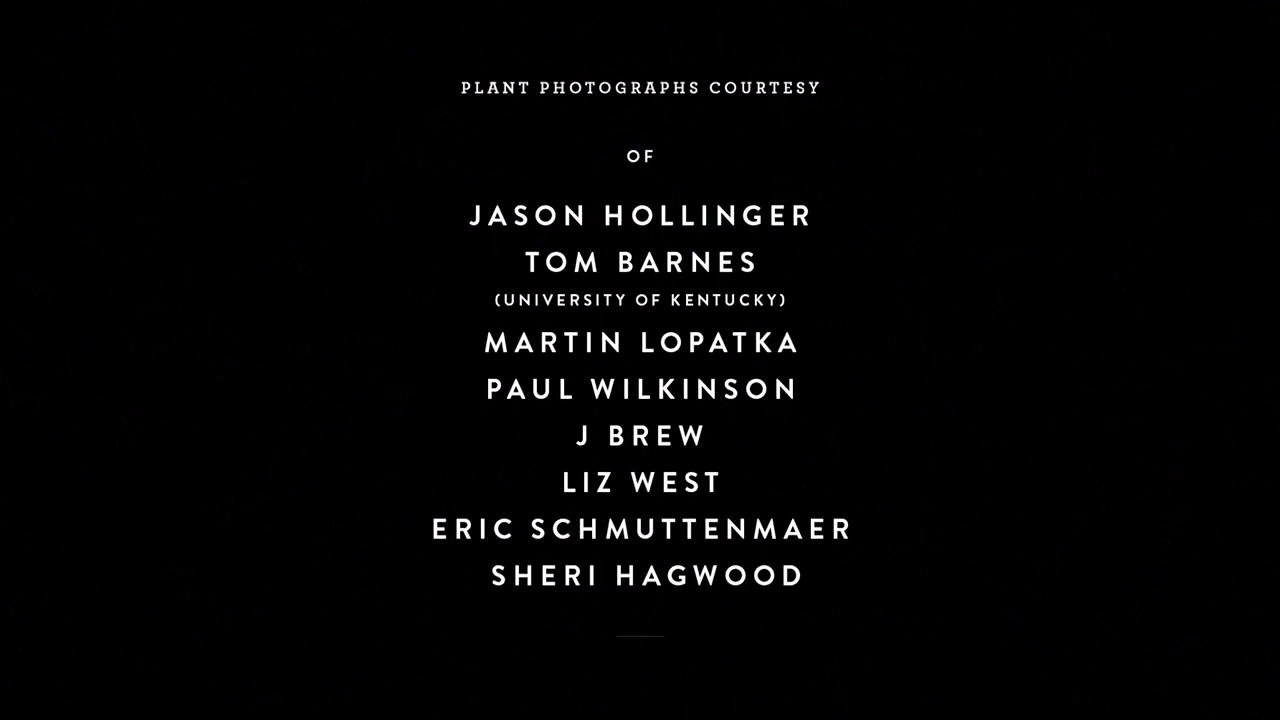 PLANT PHOTOGRAPHS COURTESY
OF
JASON HOLLINGER
TOM BARNES
(UNIVERSITY OF KENTUCKY)
MARTIN LOPATKA
PAUL WILKINSON
J BREW
LIZ WEST
ERIC SCHMUTTENMAER
SHERI HAGWOOD